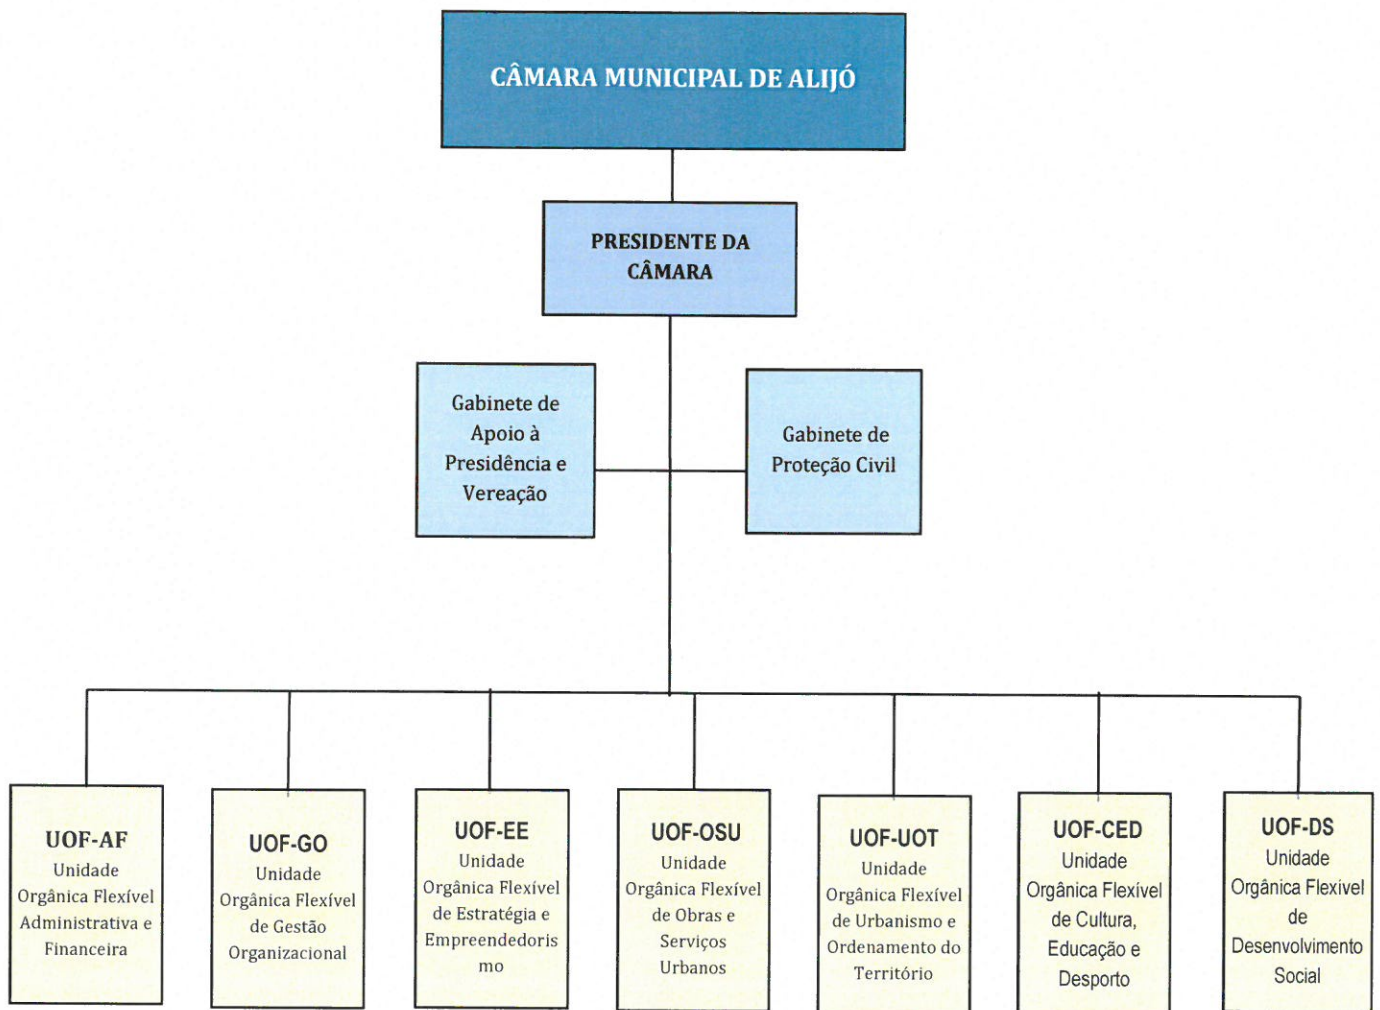 CÂMARA MUNICIPAL DE ALIJÓ
PRESIDENTE DA
CÂMARA
Gabinete de
Apoio à
Presidência e
Vereação
Gabinete de
Proteção Civil
UOF-AF
Unidade
Orgânica Flexível
Administrativa e
Financeira
UOF-GO
Unidade
Orgânica Flexível
de Gestão
Organizacional
UOF-EE
Unidade
Orgânica Flexível
de Estratégia e
Empreendedoris
mo
UOF-OSU
Unidade
Orgânica Flexível
de Obras e
Serviços
Urbanos
UOF-UOT
Unidade
Orgânica Flexível
de Urbanismo e
Ordenamento do
Território
UOF-CED
Unidade
Orgânica Flexível
de Cultura,
Educação e
Desporto
UOF-DS
Unidade
Orgânica Flexivel
de
Desenvolvimento
Social